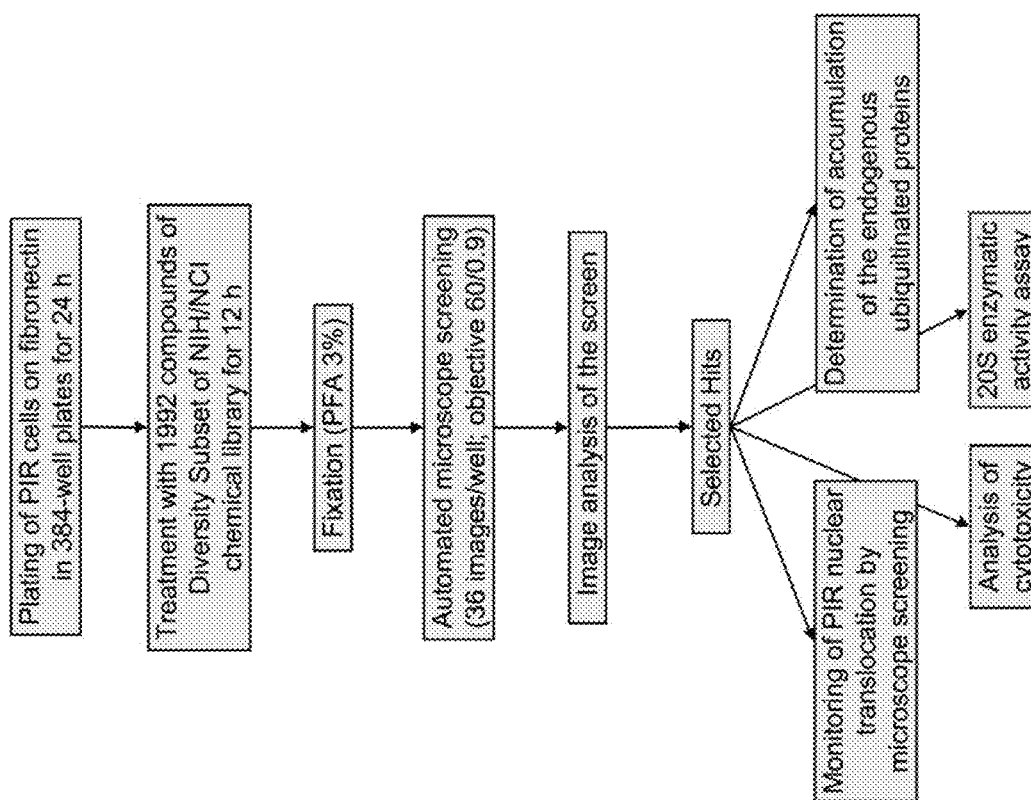 Plating of PIR cells on fibronectin
in 384-well plates for 24 h
Treatment with 1992 compounds of
Diversity Subset of NIH/NCI
chemical library for 12 h
Fixation (PFA 3%)
Automated microscope screening
(36 images/well; objective 60/0.9)
Image analysis of the screen
Selected Hits
Monitoring of PIR nuclear
translocation by
microscope screening
Determination of accumulation
of the endogenous
ubiquitinated proteins
Analysis of
cytotoxicity
20S enzymatic
activity assay